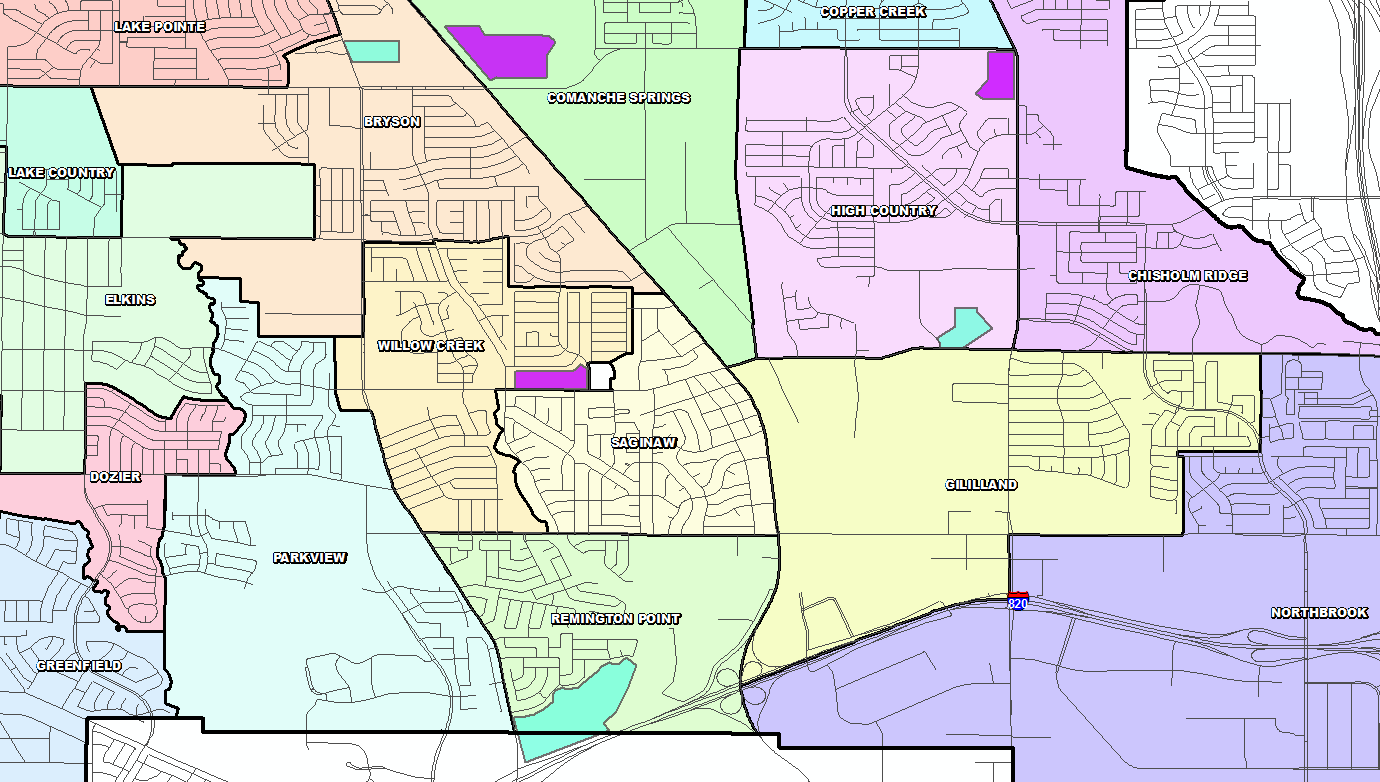 COPPER CREEK
LAKE POINTE
COMANCHE SPRINGS
BRYSON
LAKE COUNTRY
HIGH COUNTRY
CHISHOLM RIDGE
ELKINS
WILLOW CREEK
SAGINAW
DOZIER
GILILLAND
PARKVIEW
820
NORTHBROOK
REMINGTON POINT
GREENFIELD